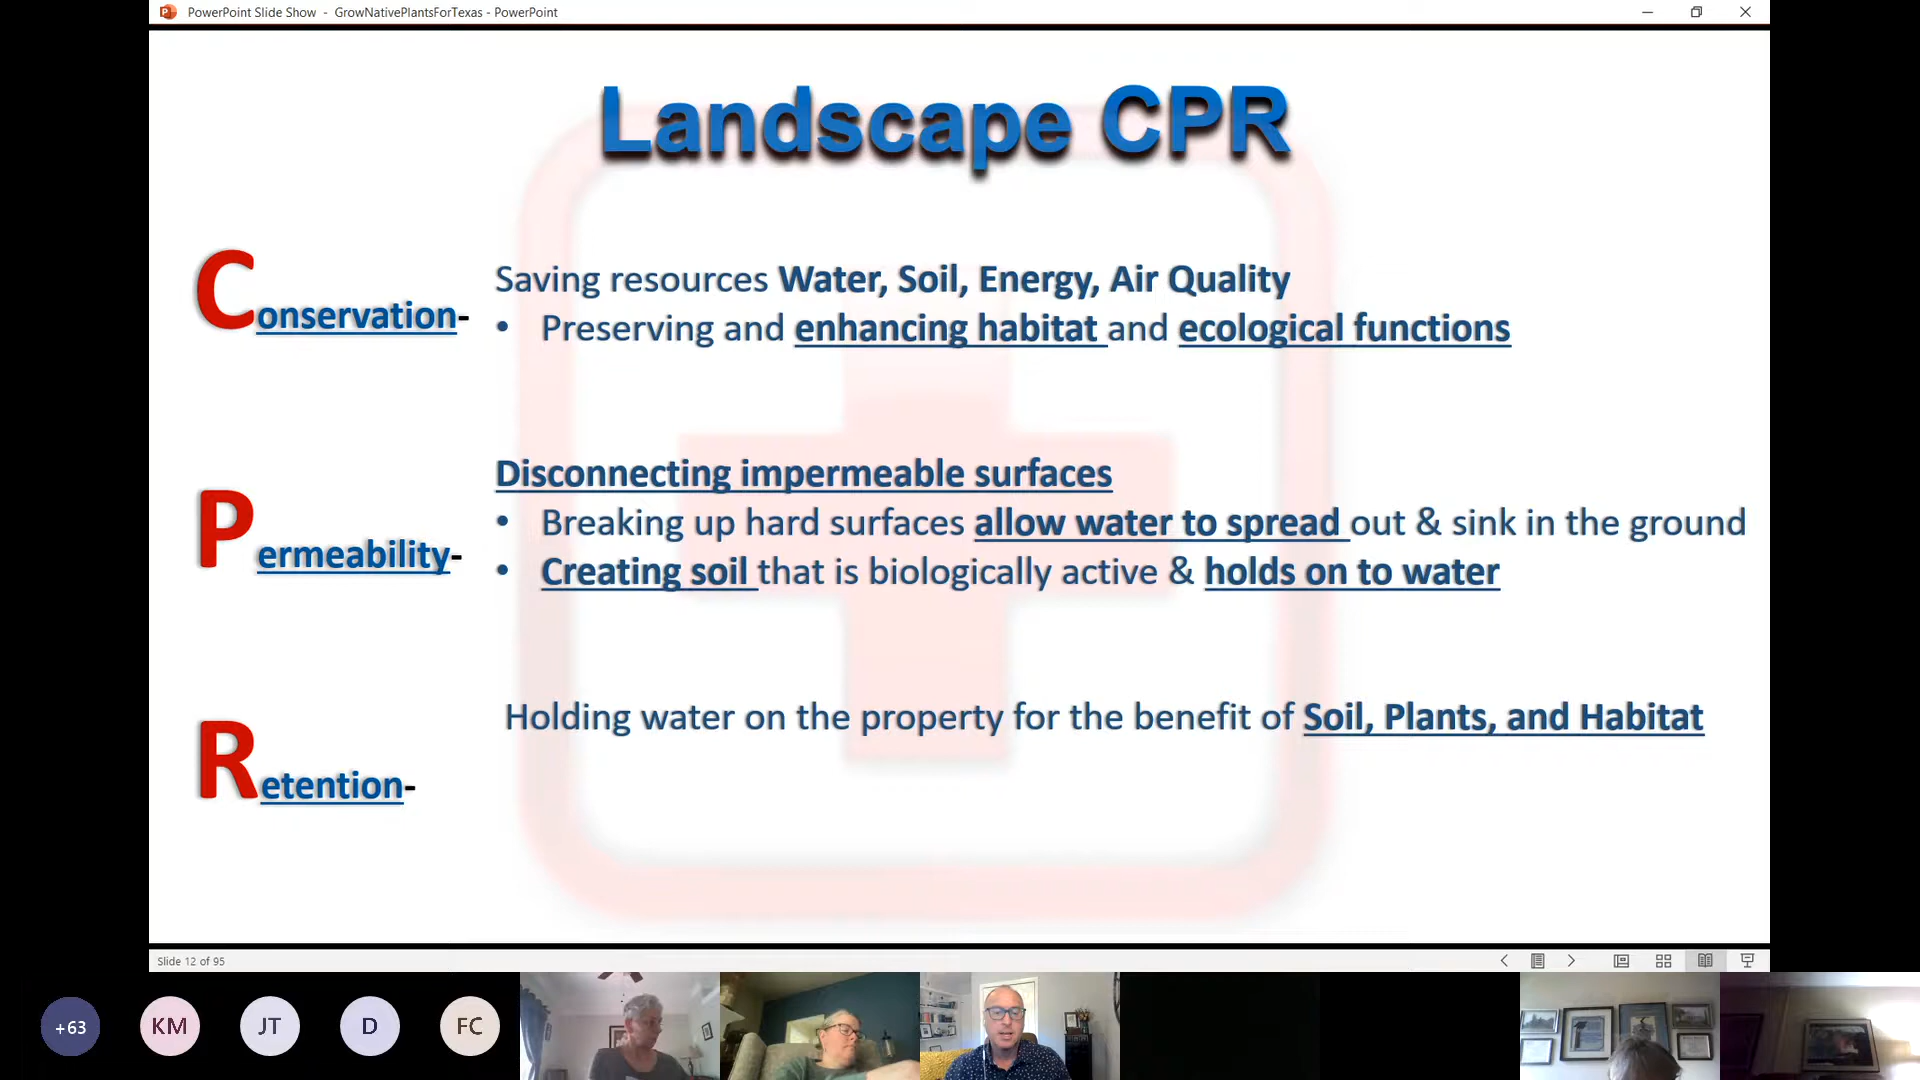 PowerPoint Slide Show - GrowNativePlantsForTexas - PowerPoint
Landscape CPR
Conservation-
Saving resources Water, Soil, Energy, Air Quality
• Preserving and enhancing habitat and ecological functions
Permeability-
Disconnecting impermeable surfaces
• Breaking up hard surfaces allow water to spread out & sink in the ground
• Creating soil that is biologically active & holds on to water
Retention-
Holding water on the property for the benefit of Soil, Plants, and Habitat
Slide 12 of 95
+63 KM JT D FC